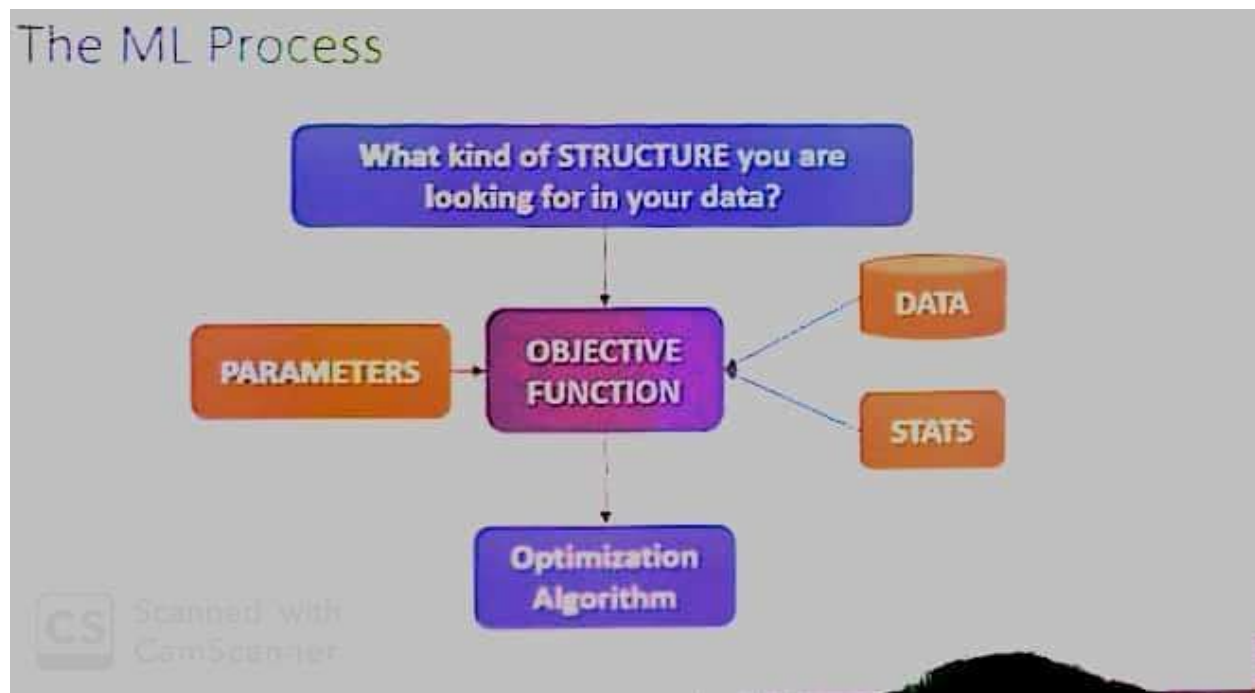 The ML Process
What kind of STRUCTURE you are
looking for in your data?
DATA
PARAMETERS
OBJECTIVE
FUNCTION
STATS
Optimization
Algorithm
CS
Scanned with
CamScanner